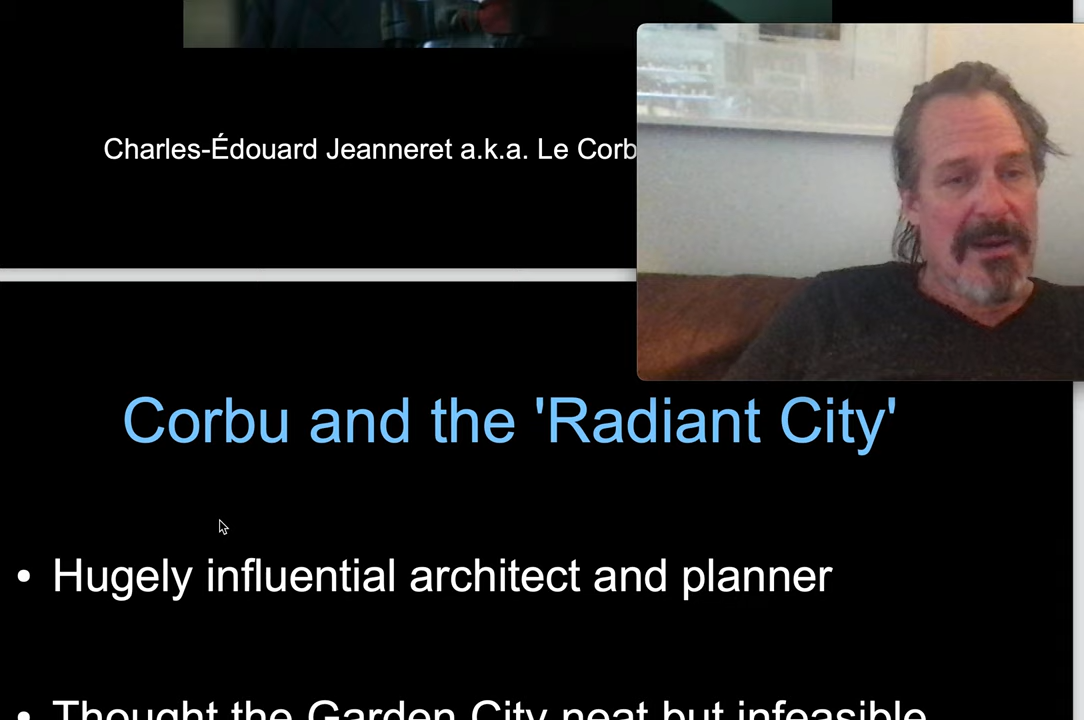 Charles-Édouard Jeanneret a.k.a. Le Corb
Corbu and the 'Radiant City'
• Hugely influential architect and planner
• Thought the Garden City neat but infeasible